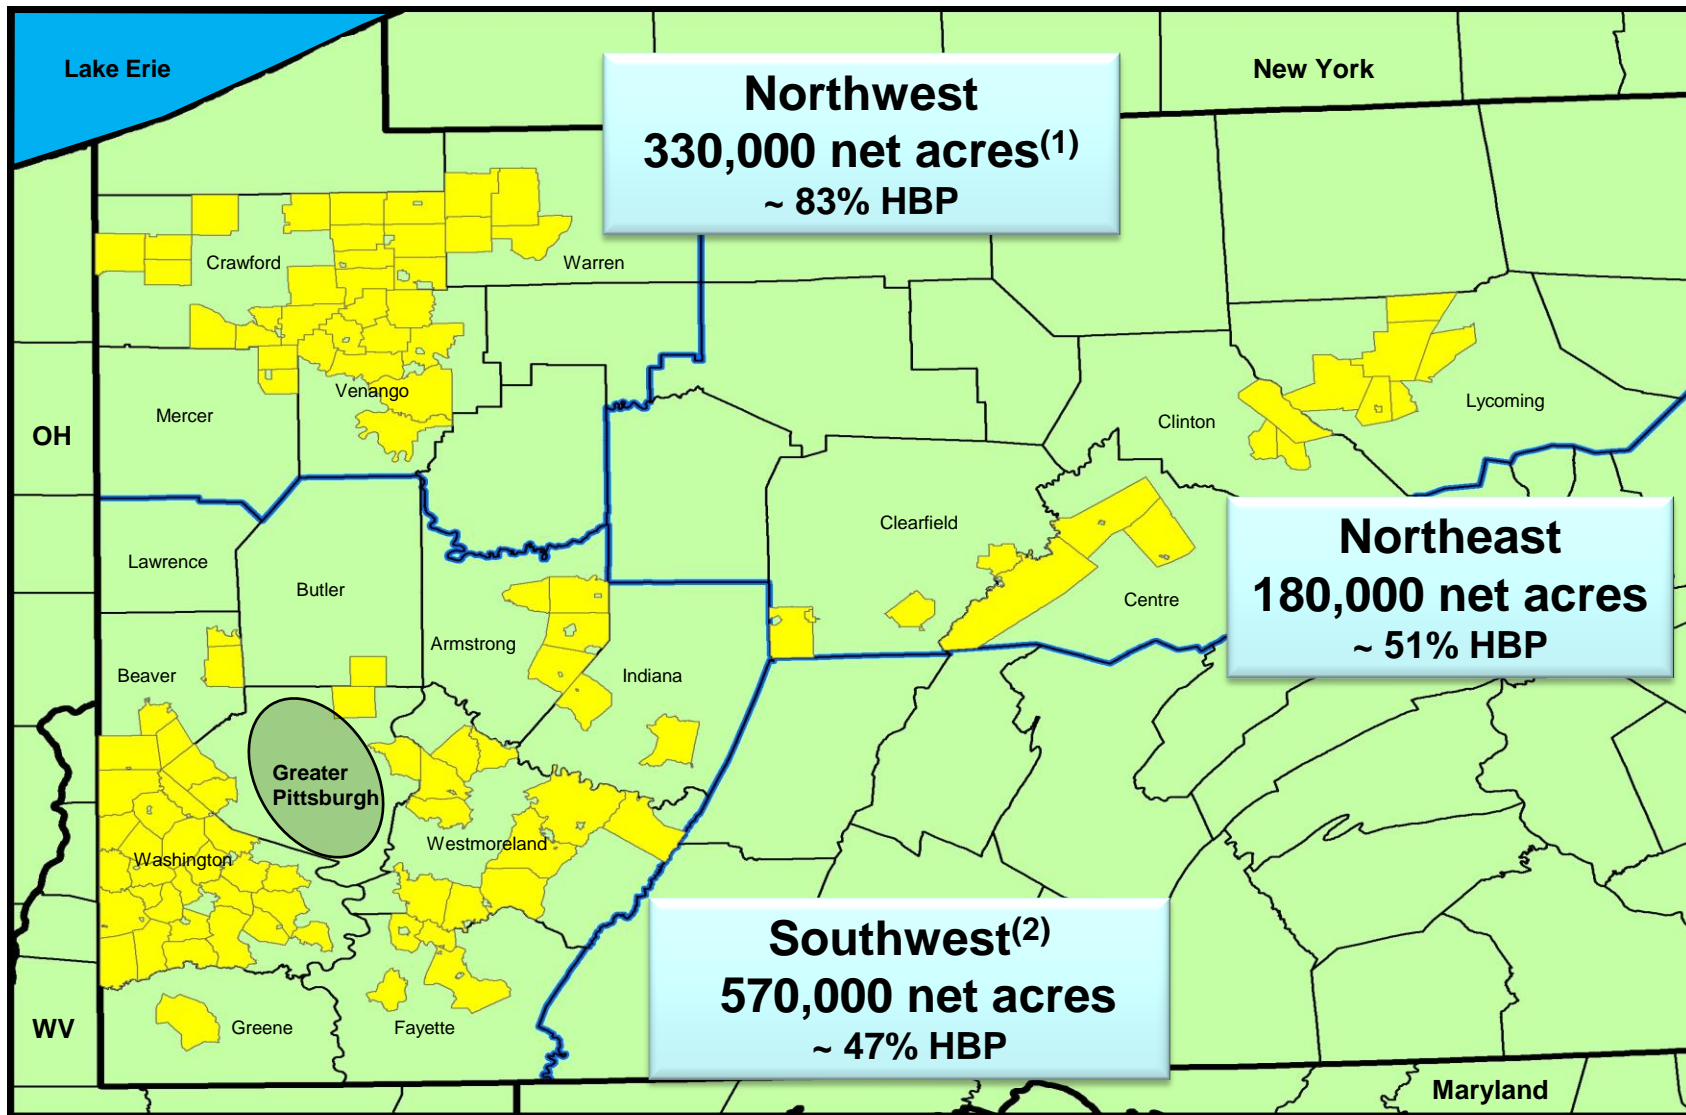 Lake Erie
New York
Northwest
330,000 net acres(1)
~ 83% HBP
Crawford
Warren
Venango
Mercer
OH
Clinton
Lycoming
Clearfield
Northeast
180,000 net acres
~ 51% HBP
Lawrence
Butler
Centre
Armstrong
Beaver
Indiana
Greater
Pittsburgh
Westmoreland
Washington
Southwest(2)
570,000 net acres
~ 47% HBP
WV
Greene
Fayette
Maryland